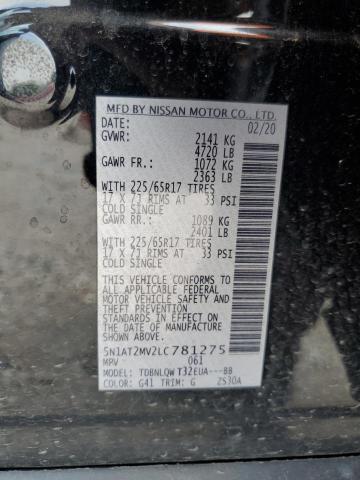 MFD BY NISSAN MOTOR CO., LTD.
DATE: 02/20
GVWR: 2141 KG
4720 LB
GAWR FR.: 1072 KG
2363 LB
WITH 225/65R17 TIRES
17 X 7J RIMS AT 33 PSI
COLD SINGLE
GAWR RR.: 1089 KG
2401 LB
WITH 225/65R17 TIRES
17 X 7J RIMS AT 33 PSI
COLD SINGLE
THIS VEHICLE CONFORMS TO
ALL APPLICABLE FEDERAL
MOTOR VEHICLE SAFETY
AND THEFT PREVENTION
STANDARDS IN EFFECT ON
THE DATE OF MANUFACTURE
SHOWN ABOVE.
5N1AT2MV2LC781275
MPV 061
MODEL: TDBNLQWT32EUA---BB
COLOR: G41 TRIM: G ZS30A